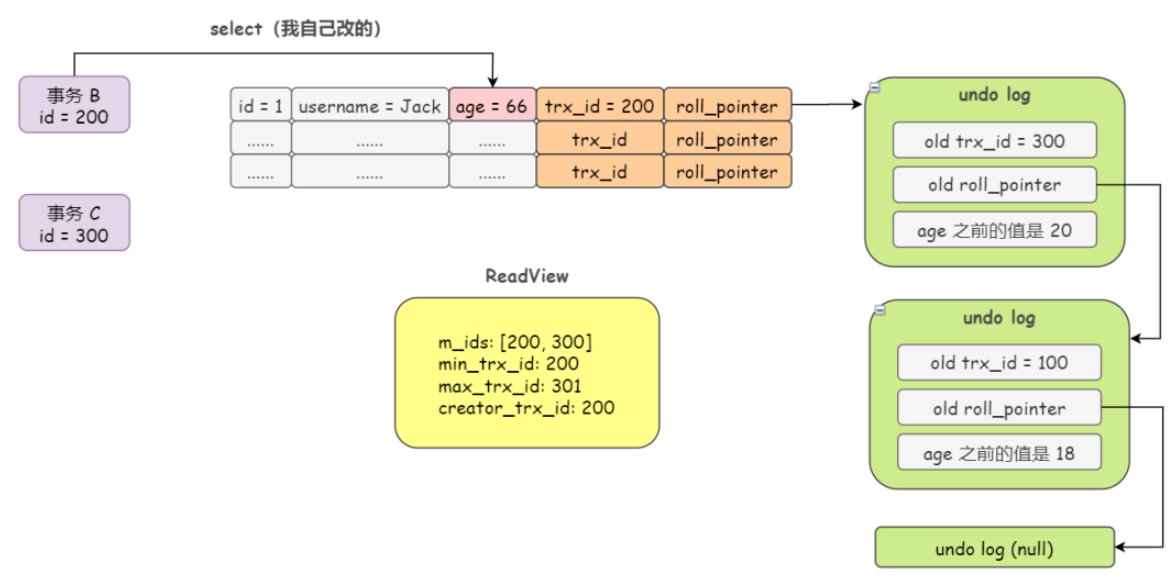 select（我自己改的）
事务 B
id = 200
id = 1 username = Jack age = 66 trx_id = 200 roll_pointer
...... ...... ...... trx_id roll_pointer
...... ...... ...... trx_id roll_pointer
undo log
old trx_id = 300
old roll_pointer
age 之前的值是 20
事务 C
id = 300
ReadView
m_ids: [200, 300]
min_trx_id: 200
max_trx_id: 301
creator_trx_id: 200
undo log
old trx_id = 100
old roll_pointer
age 之前的值是 18
undo log (null)